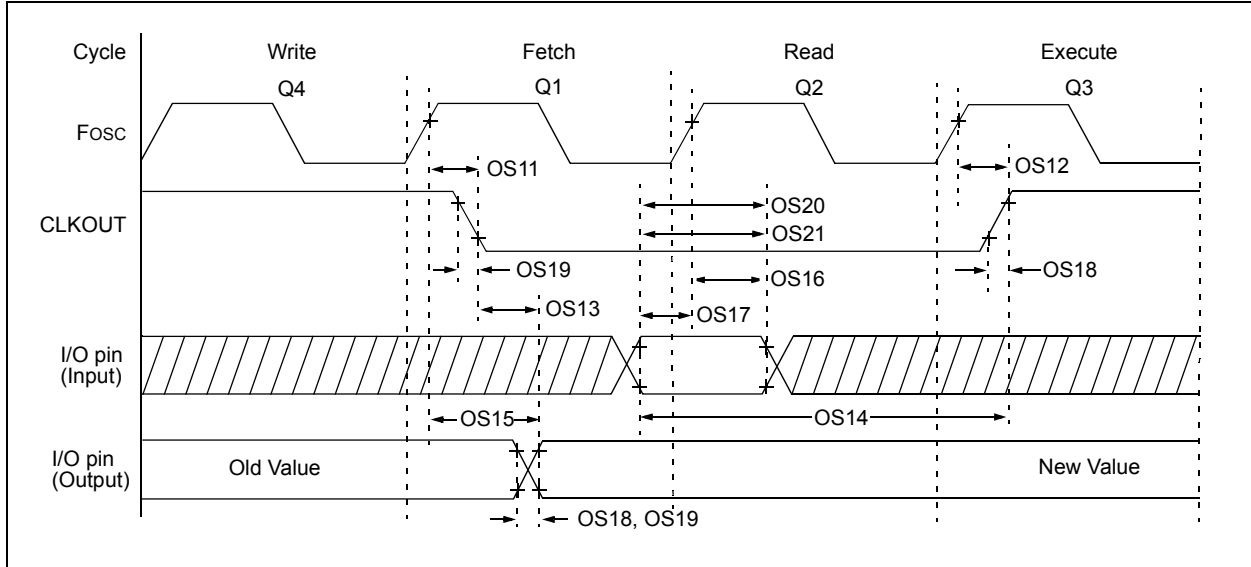 Cycle Write Fetch Read Execute
Q4 Q1 Q2 Q3
FOSC
OS11 OS12
OS20
CLKOUT
OS21
OS19 OS16 OS18
OS13 OS17
I/O pin
(Input)
OS15 OS14
I/O pin
(Output)
Old Value New Value
OS18, OS19